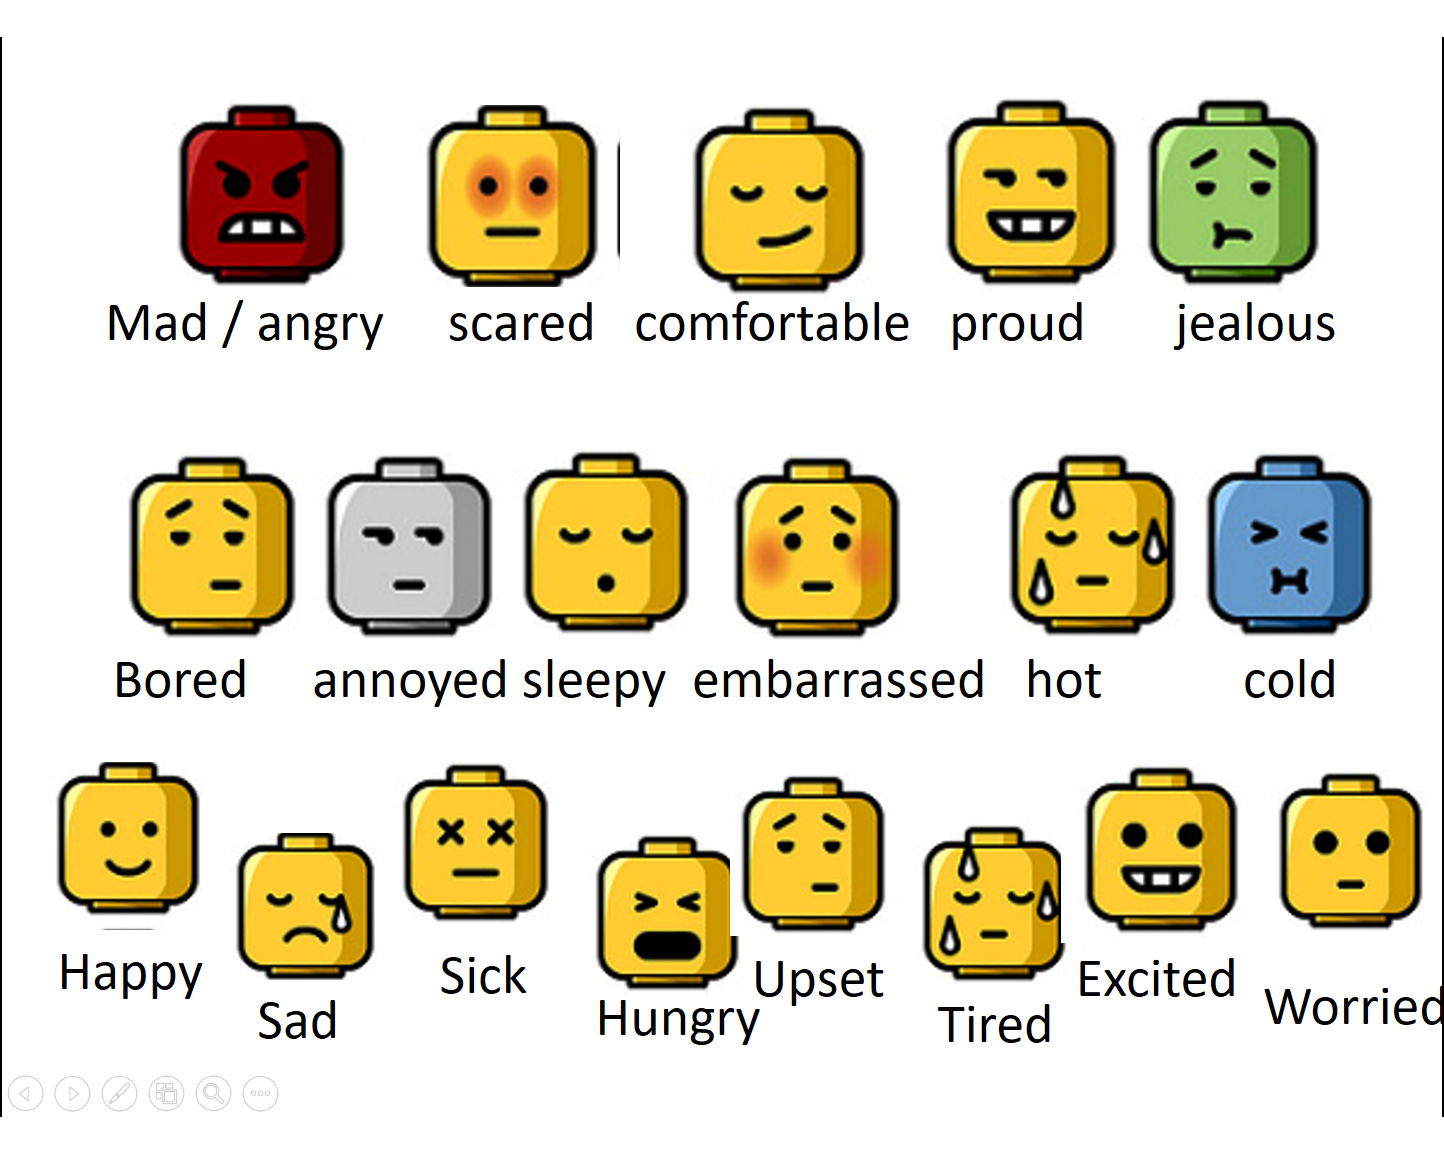 Mad / angry scared comfortable proud jealous
Bored annoyed sleepy embarrassed hot cold
Happy Sad Sick Hungry Upset Tired Excited Worried